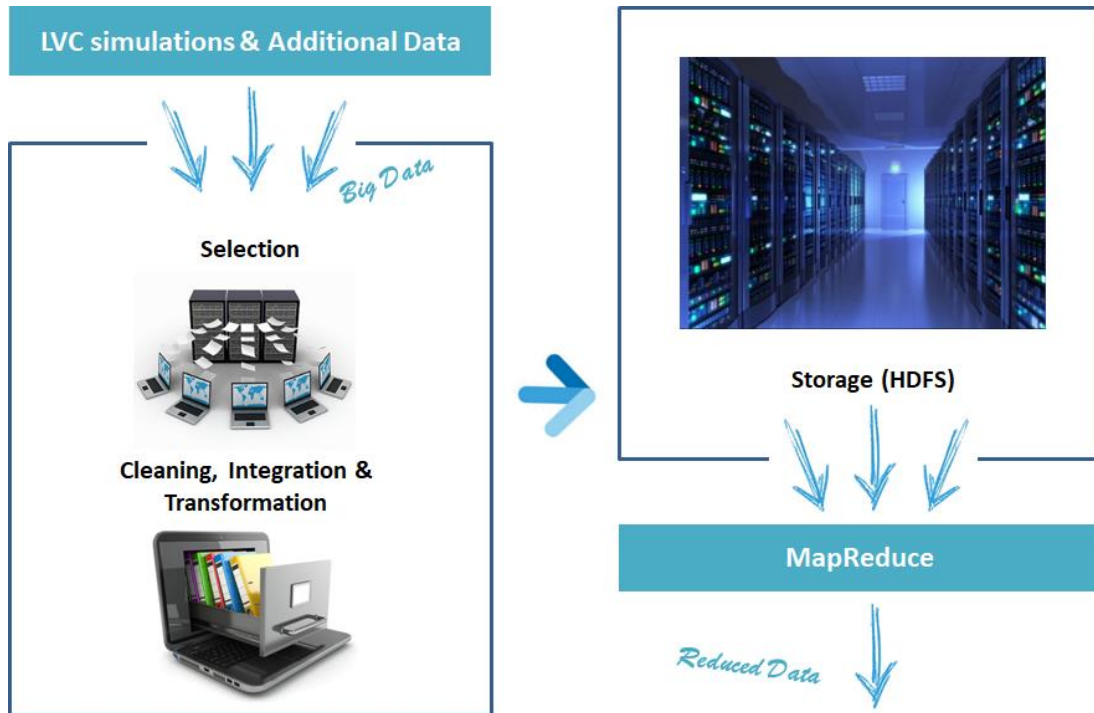 LVC simulations & Additional Data
Big Data
Selection
Cleaning, Integration &
Transformation
Storage (HDFS)
MapReduce
Reduced Data